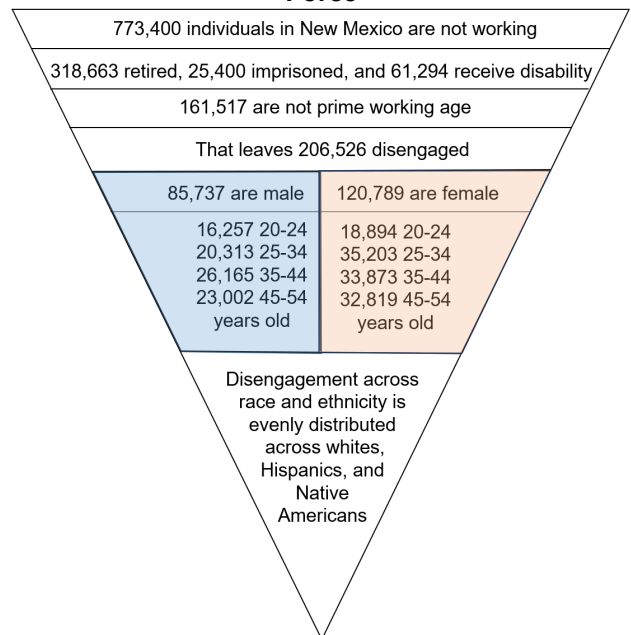 773,400 individuals in New Mexico are not working
318,663 retired, 25,400 imprisoned, and 61,294 receive disability
161,517 are not prime working age
That leaves 206,526 disengaged
85,737 are male
16,257 20-24
20,313 25-34
26,165 35-44
23,002 45-54
years old
120,789 are female
18,894 20-24
35,203 25-34
33,873 35-44
32,819 45-54
years old
Disengagement across
race and ethnicity is
evenly distributed
across whites,
Hispanics, and
Native
Americans